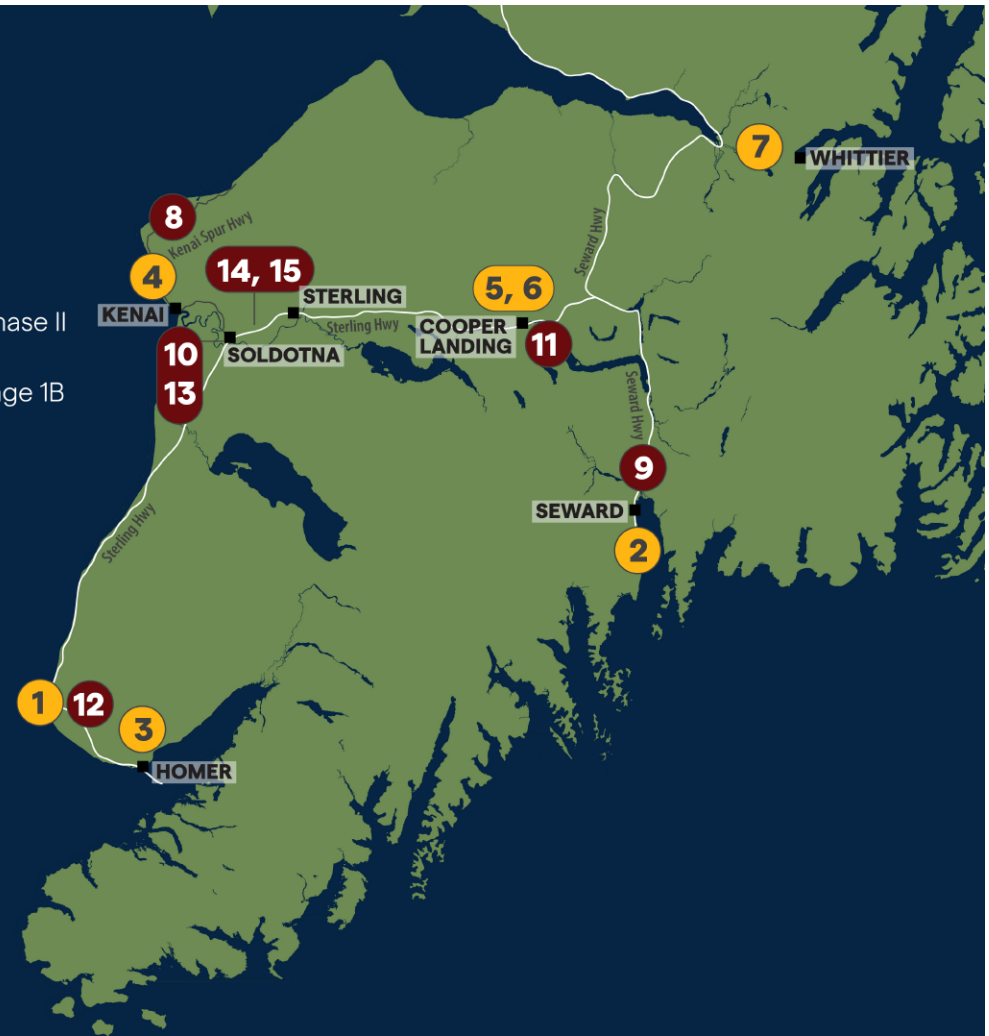 7
WHITTIER
8
Kenai Spur Hwy
Seward Hwy
4
14, 15
5, 6
STERLING
KENAI
hase II
Sterling Hwy
COOPER
LANDING
11
SOLDOTNA
10
13
ge 1B
Seward Hwy
9
SEWARD
2
Sterling Hwy
1
12
3
HOMER